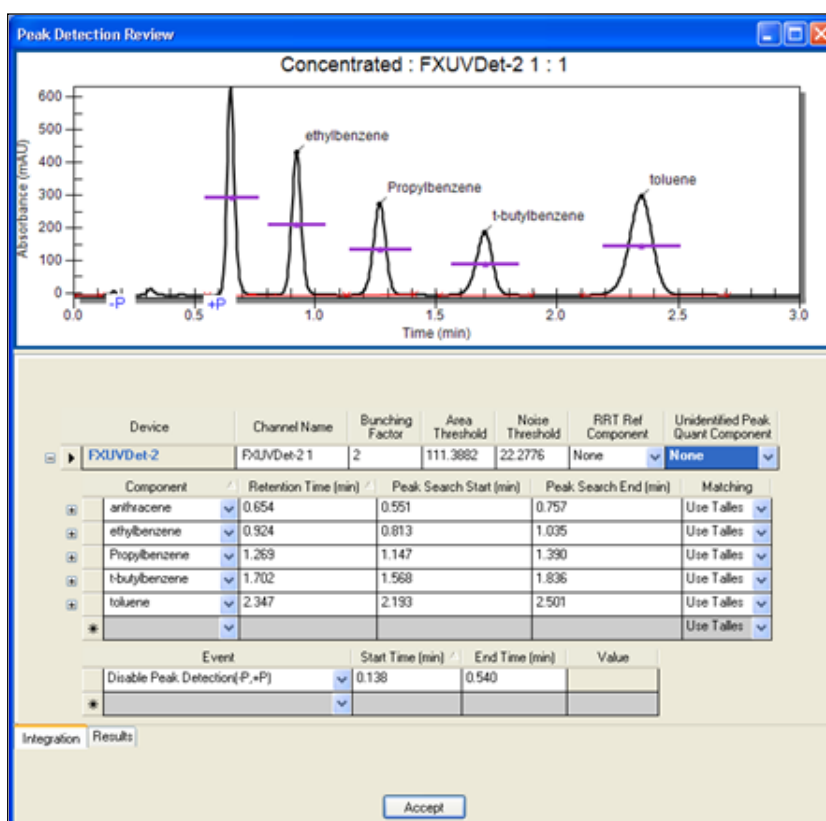 Peak Detection Review
Concentrated : FXUVDet-2 1 : 1
Absorbance (mAU)
600
500
400
300
200
100
0
ethylbenzene
Propylbenzene
t-butylbenzene
toluene
-P
+P
0.0 0.5 1.0 1.5 2.0 2.5 3.0
Time (min)
Device Channel Name Bunching Factor Area Threshold Noise Threshold RRT Ref Component Unidentified Peak Quant Component
FXUVDet-2 FXUVDet-2 1 2 111.3882 22.2776 None None
Component Retention Time (min) Peak Search Start (min) Peak Search End (min) Matching
anthracene 0.654 0.551 0.757 Use Talles
ethylbenzene 0.924 0.813 1.035 Use Talles
Propylbenzene 1.269 1.147 1.390 Use Talles
t-butylbenzene 1.702 1.568 1.836 Use Talles
toluene 2.347 2.193 2.501 Use Talles
Use Talles
Event Start Time (min) End Time (min) Value
Disable Peak Detection(-P,+P) 0.138 0.540
Integration Results
Accept